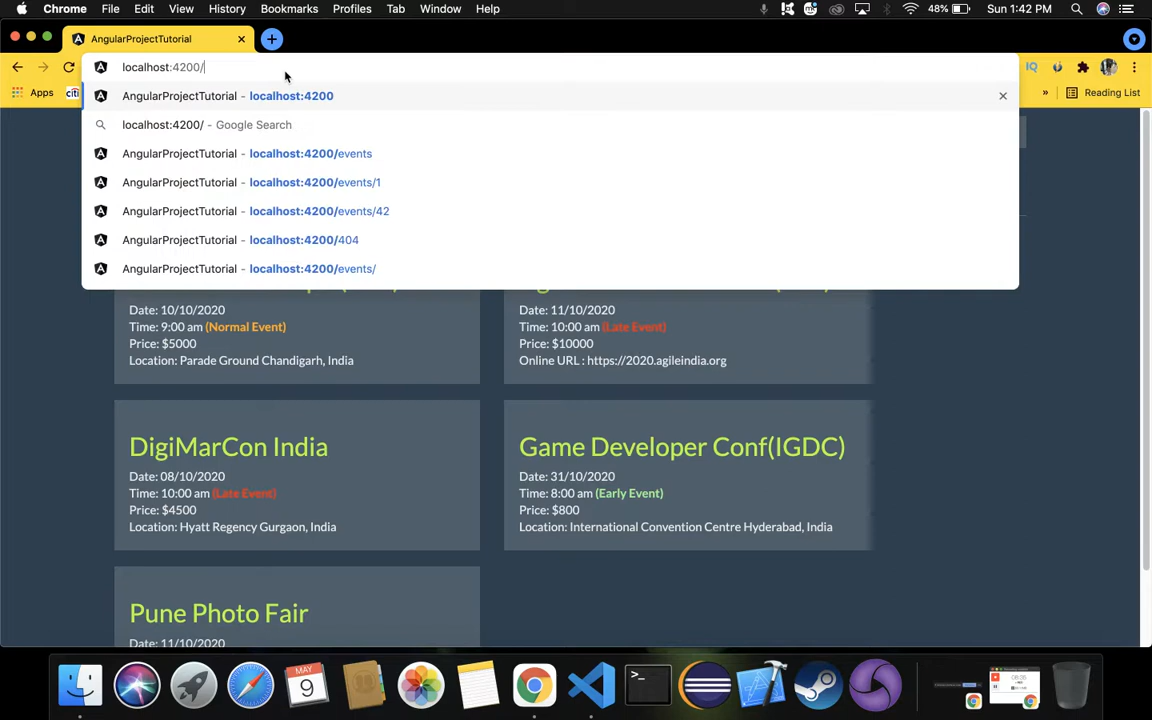 Chrome File Edit View History Bookmarks Profiles Tab Window Help 48% Sun 1:42 PM
AngularProjectTutorial
localhost:4200/
IQ
Apps citi » Reading List
AngularProjectTutorial - localhost:4200
localhost:4200/ - Google Search
AngularProjectTutorial - localhost:4200/events
AngularProjectTutorial - localhost:4200/events/1
AngularProjectTutorial - localhost:4200/events/42
AngularProjectTutorial - localhost:4200/404
AngularProjectTutorial - localhost:4200/events/
Date: 10/10/2020
Time: 9:00 am (Normal Event)
Price: $5000
Location: Parade Ground Chandigarh, India
Date: 11/10/2020
Time: 10:00 am (Late Event)
Price: $10000
Online URL : https://2020.agileindia.org
DigiMarCon India
Date: 08/10/2020
Time: 10:00 am (Late Event)
Price: $4500
Location: Hyatt Regency Gurgaon, India
Game Developer Conf(IGDC)
Date: 31/10/2020
Time: 8:00 am (Early Event)
Price: $800
Location: International Convention Centre Hyderabad, India
Pune Photo Fair
Date: 11/10/2020
MAY
9